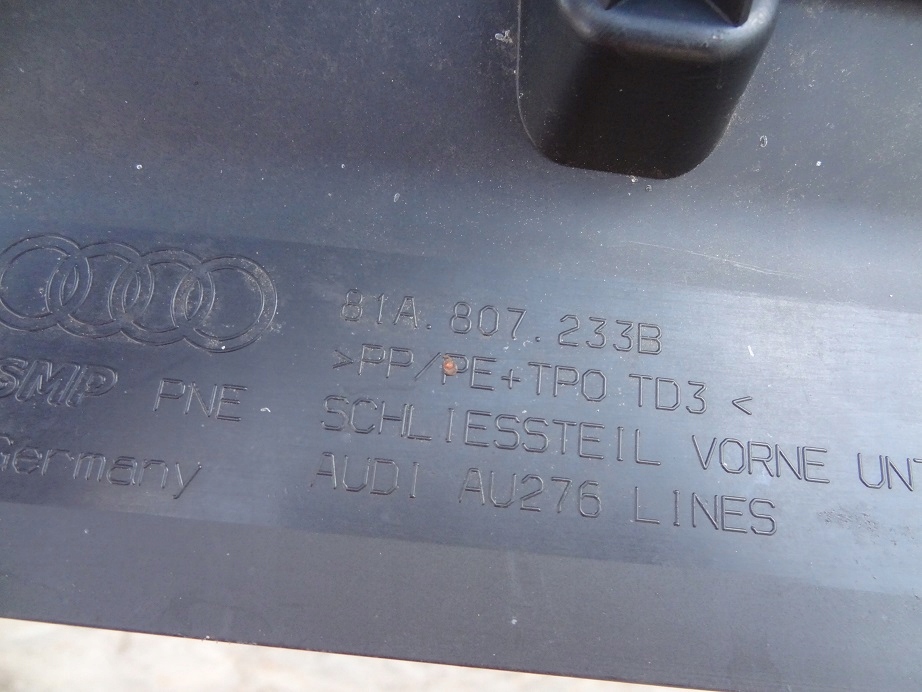 81A.807.233B
>PP/PE+TPO TD3<
SMP PNE SCHLIESSTEIL VORNE UNT
Germany AUDI AU276 LINES